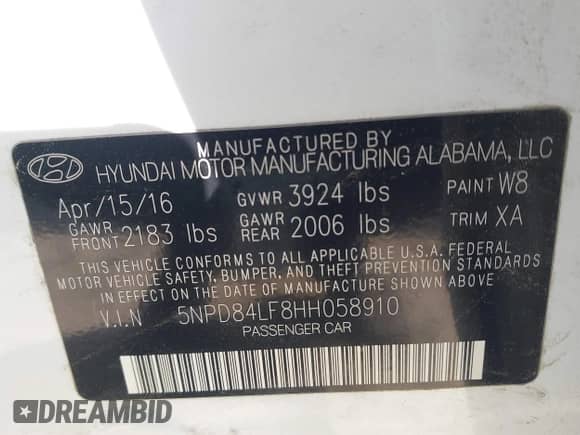 MANUFACTURED BY
HYUNDAI MOTOR MANUFACTURING ALABAMA, LLC
Apr/15/16 GVWR 3924 lbs PAINT W8
GAWR FRONT 2183 lbs GAWR REAR 2006 lbs TRIM XA
THIS VEHICLE CONFORMS TO ALL APPLICABLE U.S.A. FEDERAL
MOTOR VEHICLE SAFETY, BUMPER, AND THEFT PREVENTION STANDARDS
IN EFFECT ON THE DATE OF MANUFACTURE SHOWN ABOVE.
V.I.N 5NPD84LF8HH058910
PASSENGER CAR
DREAMBID